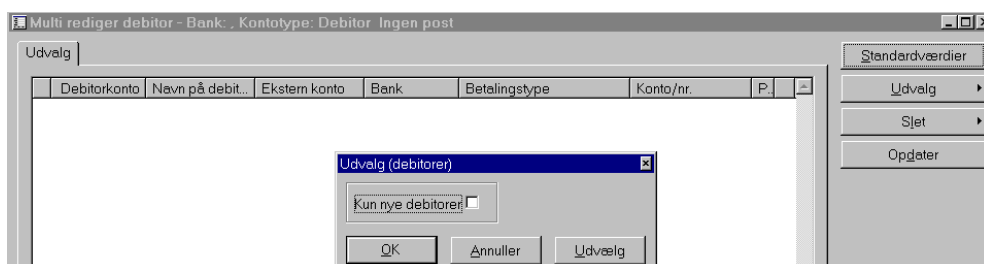 Multi rediger debitor - Bank: , Kontotype: Debitor Ingen post
Udvalg
Standardværdier
Debitorkonto Navn på debit... Ekstern konto Bank Betalingstype Konto/nr. P..
Udvalg
Slet
Opdater
Udvalg (debitorer)
Kun nye debitorer
OK Annuller Udvælg